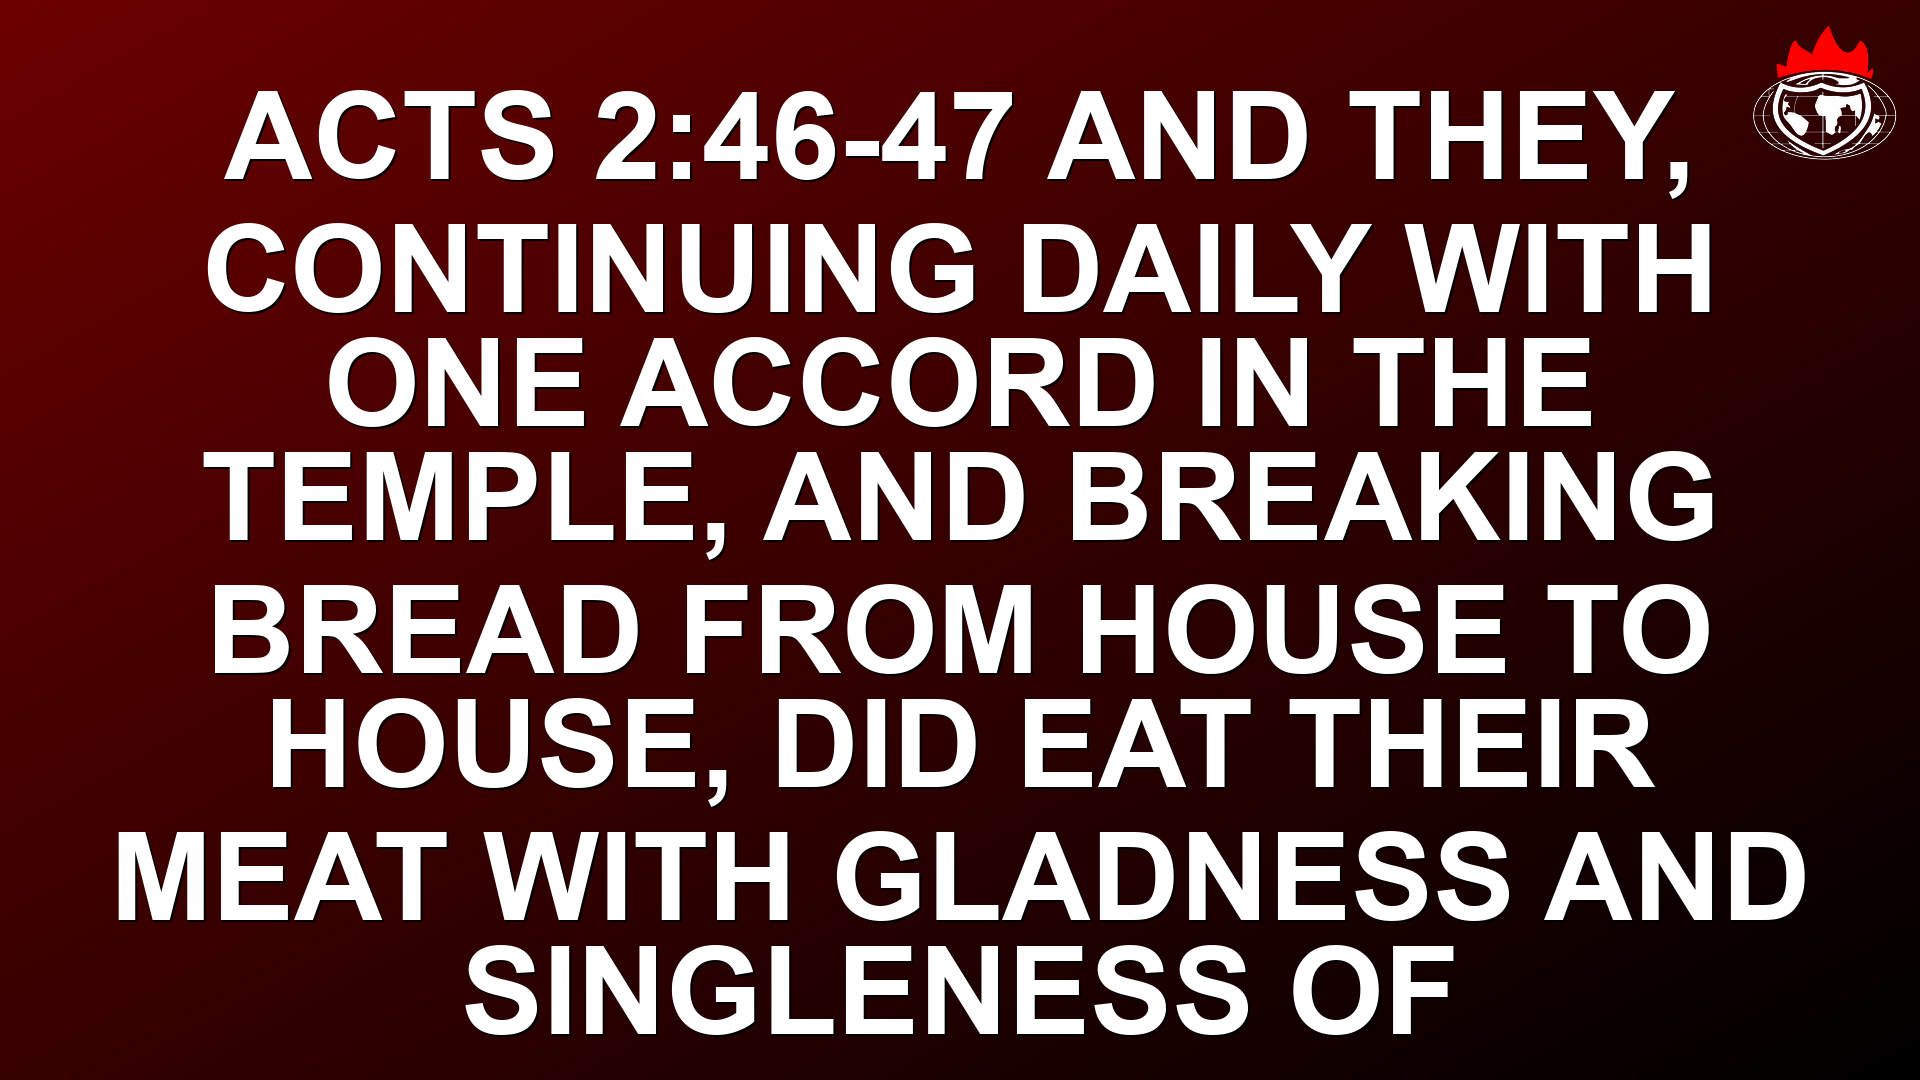 ACTS 2:46-47 AND THEY,
CONTINUING DAILY WITH
ONE ACCORD IN THE
TEMPLE, AND BREAKING
BREAD FROM HOUSE TO
HOUSE, DID EAT THEIR
MEAT WITH GLADNESS AND
SINGLENESS OF